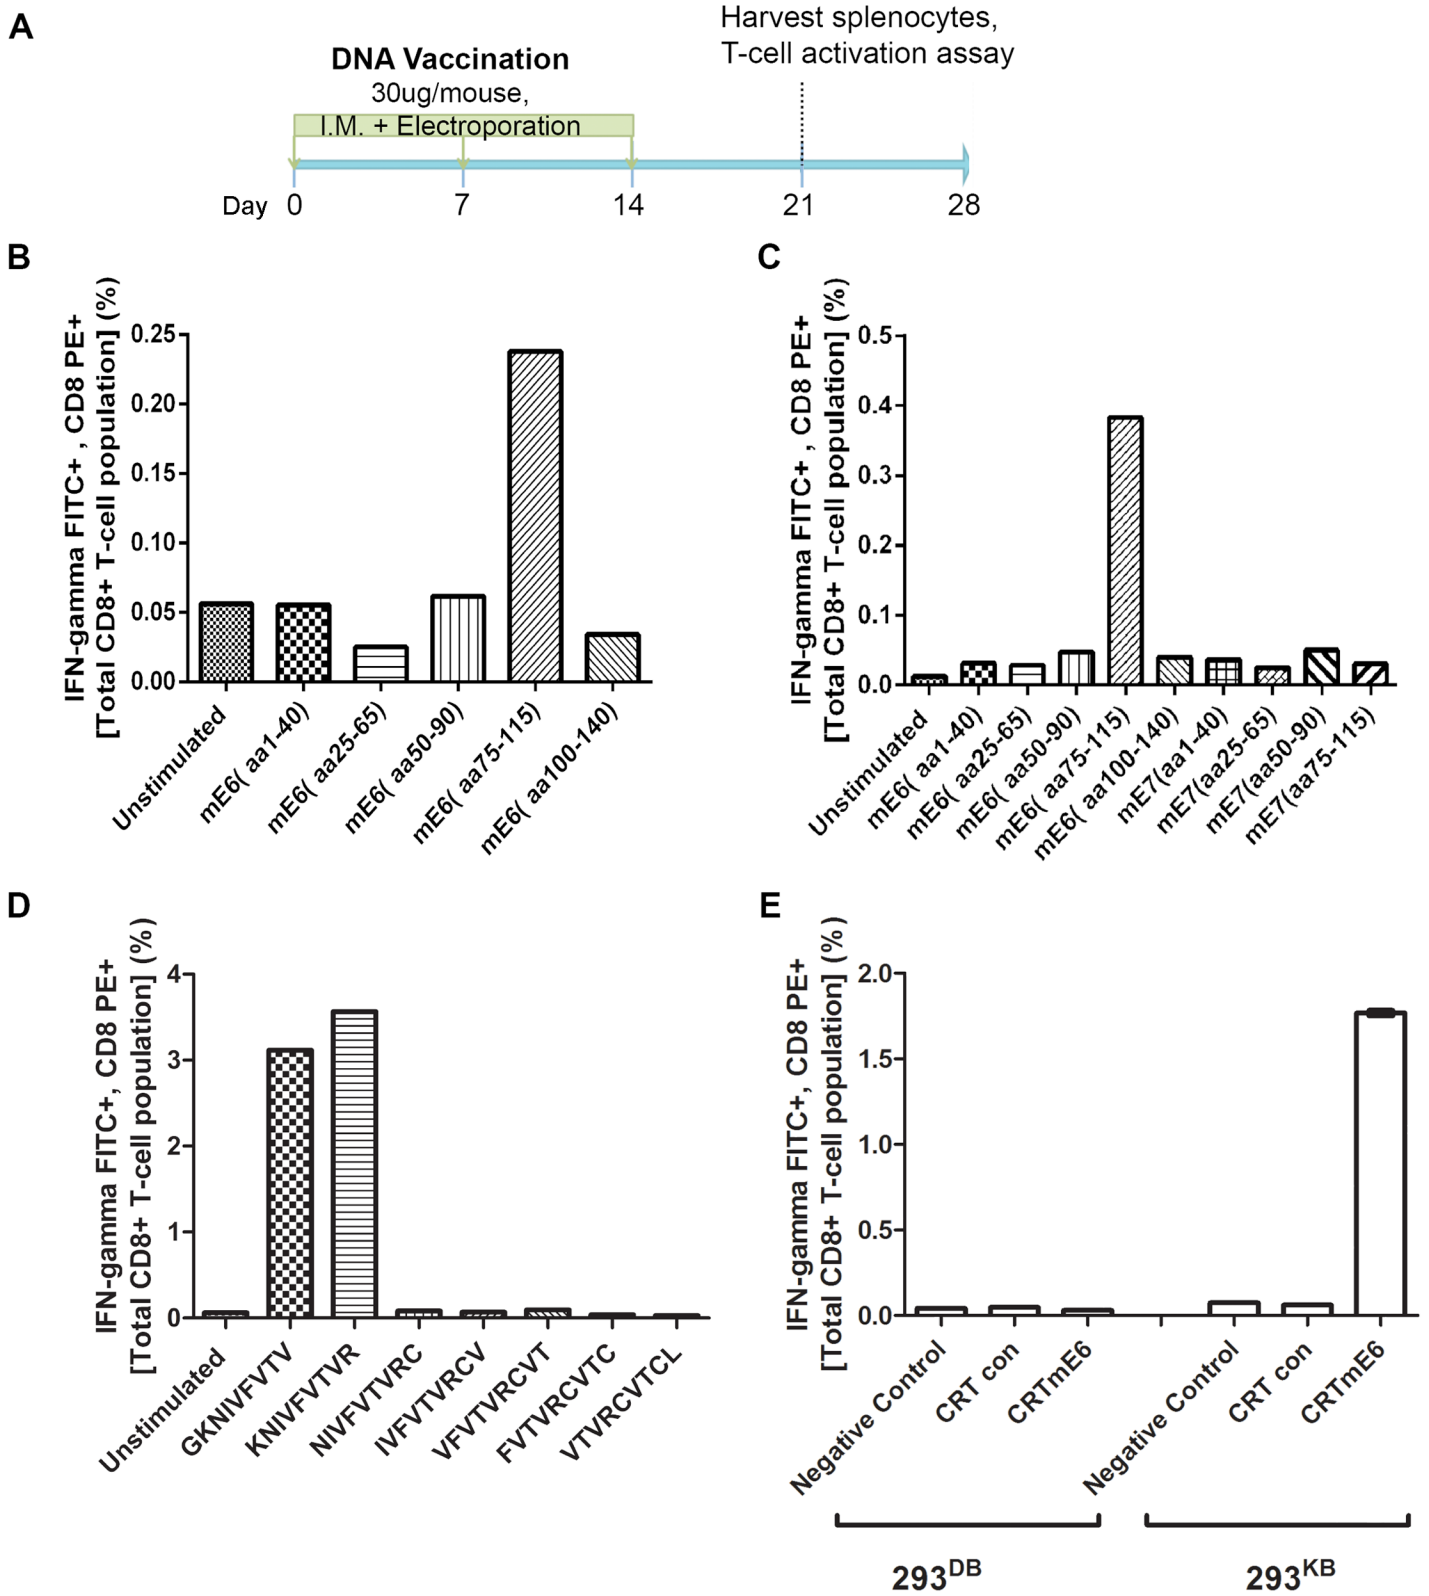 A
DNA Vaccination
30ug/mouse,
I.M. + Electroporation
Harvest splenocytes,
T-cell activation assay
Day 0 7 14 21 28
B
IFN-gamma FITC+ , CD8 PE+
[Total CD8+ T-cell population] (%)
0.25
0.20
0.15
0.10
0.05
0.00
Unstimulated
mE6( aa1-40)
mE6( aa25-65)
mE6( aa50-90)
mE6( aa75-115)
mE6( aa100-140)
C
IFN-gamma FITC+ , CD8 PE+
[Total CD8+ T-cell population] (%)
0.5
0.4
0.3
0.2
0.1
0.0
Unstimulated
mE6( aa1-40)
mE6( aa25-65)
mE6( aa50-90)
mE6( aa75-115)
mE6( aa100-140)
mE7(aa1-40)
mE7(aa25-65)
mE7(aa50-90)
mE7(aa75-115)
D
IFN-gamma FITC+, CD8 PE+
[Total CD8+ T-cell population] (%)
4
3
2
1
0
Unstimulated
GKNIVFVTV
KNIVFVTVR
NIVFVTVRC
IVFVTVRCV
VFVTVRCVT
FVTVRCVTC
VTVRCVTCL
E
IFN-gamma FITC+, CD8 PE+
[Total CD8+ T-cell population] (%)
2.0
1.5
1.0
0.5
0.0
Negative Control
CRT con
CRTmE6
Negative Control
CRT con
CRTmE6
293DB
293KB